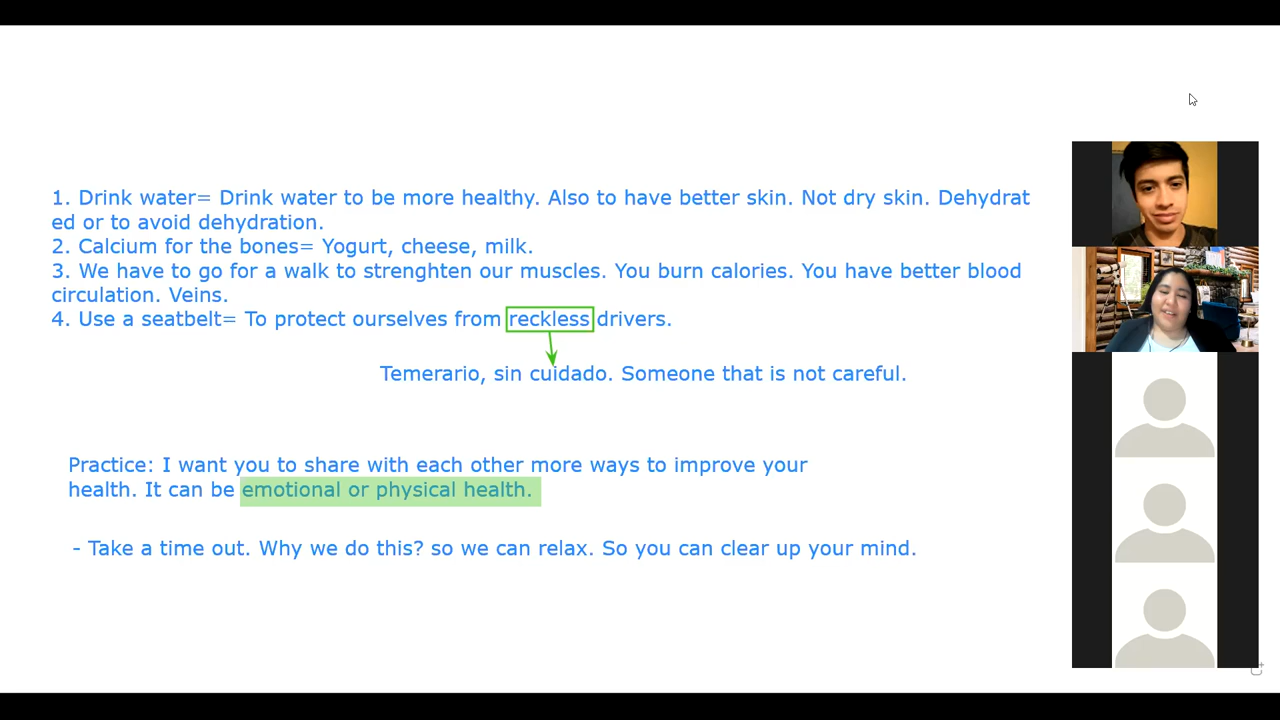 1. Drink water= Drink water to be more healthy. Also to have better skin. Not dry skin. Dehydrat
ed or to avoid dehydration.
2. Calcium for the bones= Yogurt, cheese, milk.
3. We have to go for a walk to strenghten our muscles. You burn calories. You have better blood
circulation. Veins.
4. Use a seatbelt= To protect ourselves from reckless drivers.
Temerario, sin cuidado. Someone that is not careful.
Practice: I want you to share with each other more ways to improve your
health. It can be emotional or physical health.
- Take a time out. Why we do this? so we can relax. So you can clear up your mind.